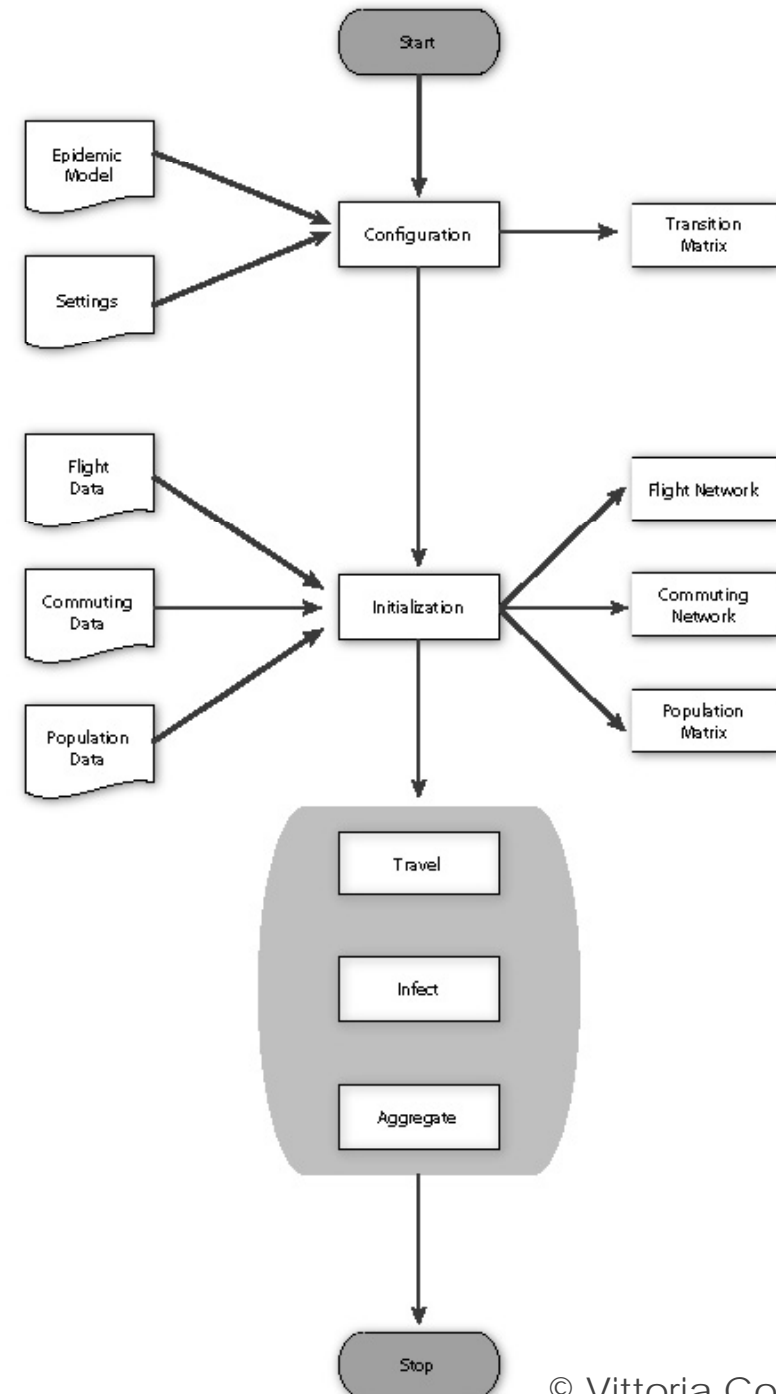 Start
Epidemic
Model
Configuration
Transition
Matrix
Settings
Flight
Data
Flight Network
Commuting
Data
Initialization
Commuting
Network
Population
Data
Population
Matrix
Travel
Infect
Aggregate
Stop
© Vittoria Co